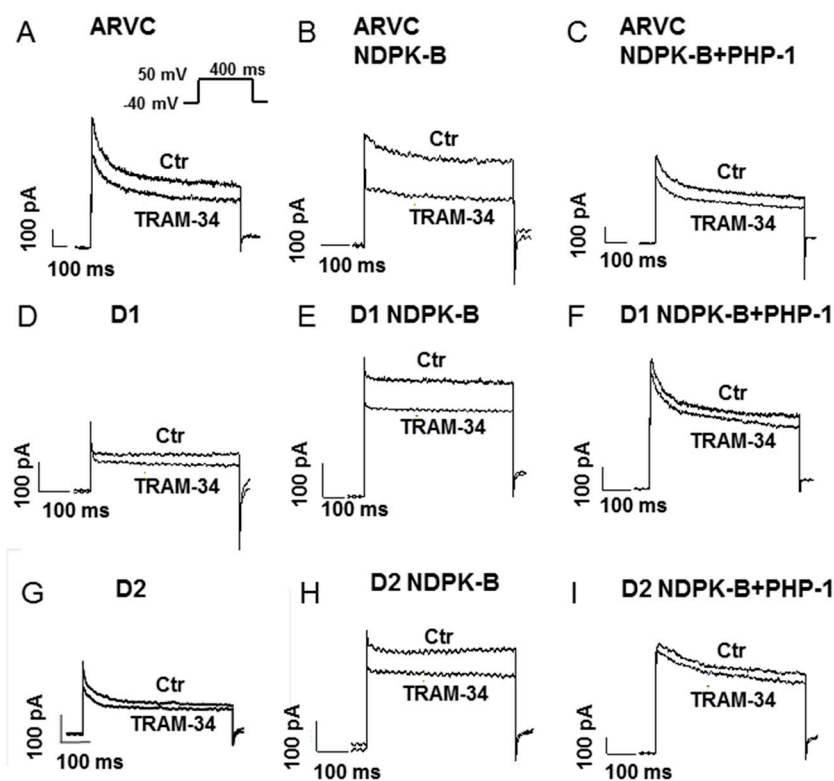 A
ARVC
50 mV
400 ms
-40 mV
Ctr
TRAM-34
100 pA
100 ms
B
ARVC
NDPK-B
Ctr
TRAM-34
100 pA
100 ms
C
ARVC
NDPK-B+PHP-1
Ctr
TRAM-34
100 pA
100 ms
D
D1
Ctr
TRAM-34
100 pA
100 ms
E
D1 NDPK-B
Ctr
TRAM-34
100 pA
100 ms
F
D1 NDPK-B+PHP-1
Ctr
TRAM-34
100 pA
100 ms
G
D2
Ctr
TRAM-34
100 pA
100 ms
H
D2 NDPK-B
Ctr
TRAM-34
100 pA
100 ms
I
D2 NDPK-B+PHP-1
Ctr
TRAM-34
100 pA
100 ms